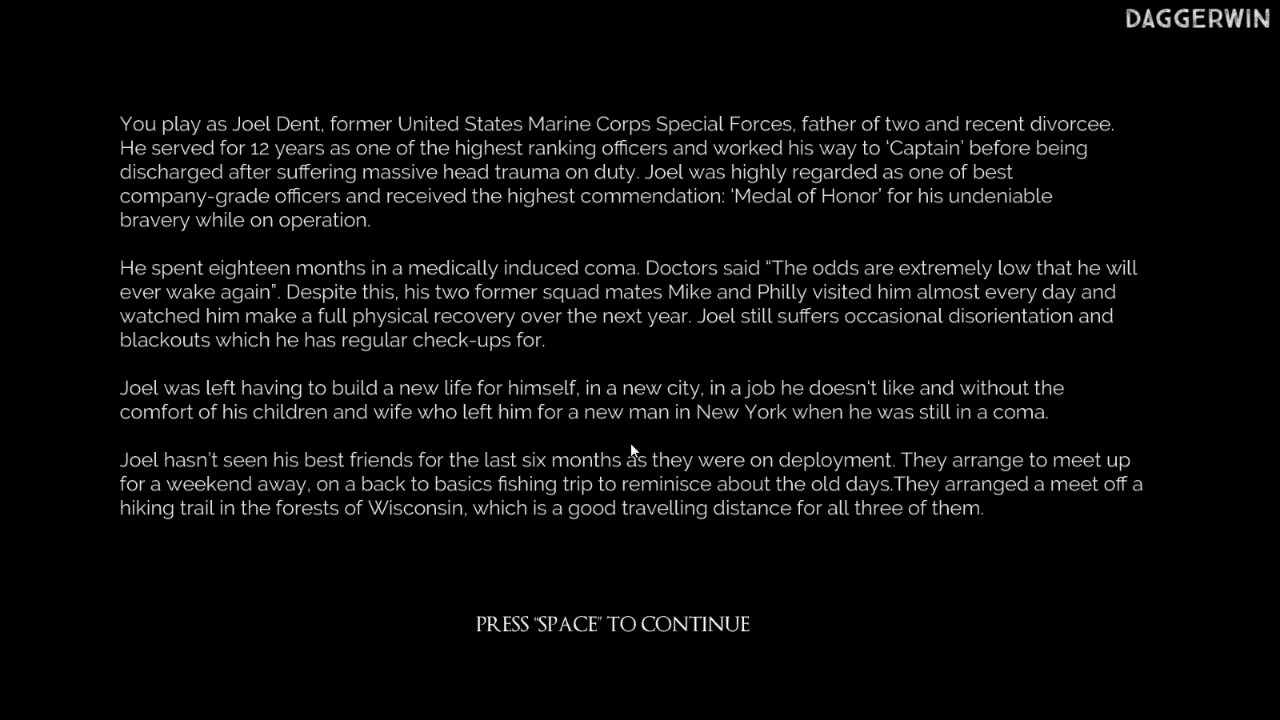 DAGGERWIN
You play as Joel Dent, former United States Marine Corps Special Forces, father of two and recent divorcee.
He served for 12 years as one of the highest ranking officers and worked his way to ‘Captain’ before being
discharged after suffering massive head trauma on duty. Joel was highly regarded as one of best
company-grade officers and received the highest commendation: ‘Medal of Honor’ for his undeniable
bravery while on operation.
He spent eighteen months in a medically induced coma. Doctors said “The odds are extremely low that he will
ever wake again”. Despite this, his two former squad mates Mike and Philly visited him almost every day and
watched him make a full physical recovery over the next year. Joel still suffers occasional disorientation and
blackouts which he has regular check-ups for.
Joel was left having to build a new life for himself, in a new city, in a job he doesn't like and without the
comfort of his children and wife who left him for a new man in New York when he was still in a coma.
Joel hasn’t seen his best friends for the last six months as they were on deployment. They arrange to meet up
for a weekend away, on a back to basics fishing trip to reminisce about the old days.They arranged a meet off a
hiking trail in the forests of Wisconsin, which is a good travelling distance for all three of them.
PRESS “SPACE” TO CONTINUE